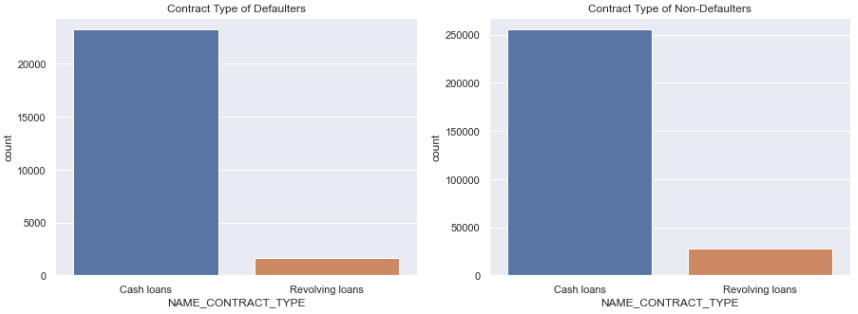 Contract Type of Defaulters
20000
15000
10000
5000
0
count
Cash loans
Revolving loans
NAME_CONTRACT_TYPE
Contract Type of Non-Defaulters
250000
200000
150000
100000
50000
0
count
Cash loans
Revolving loans
NAME_CONTRACT_TYPE